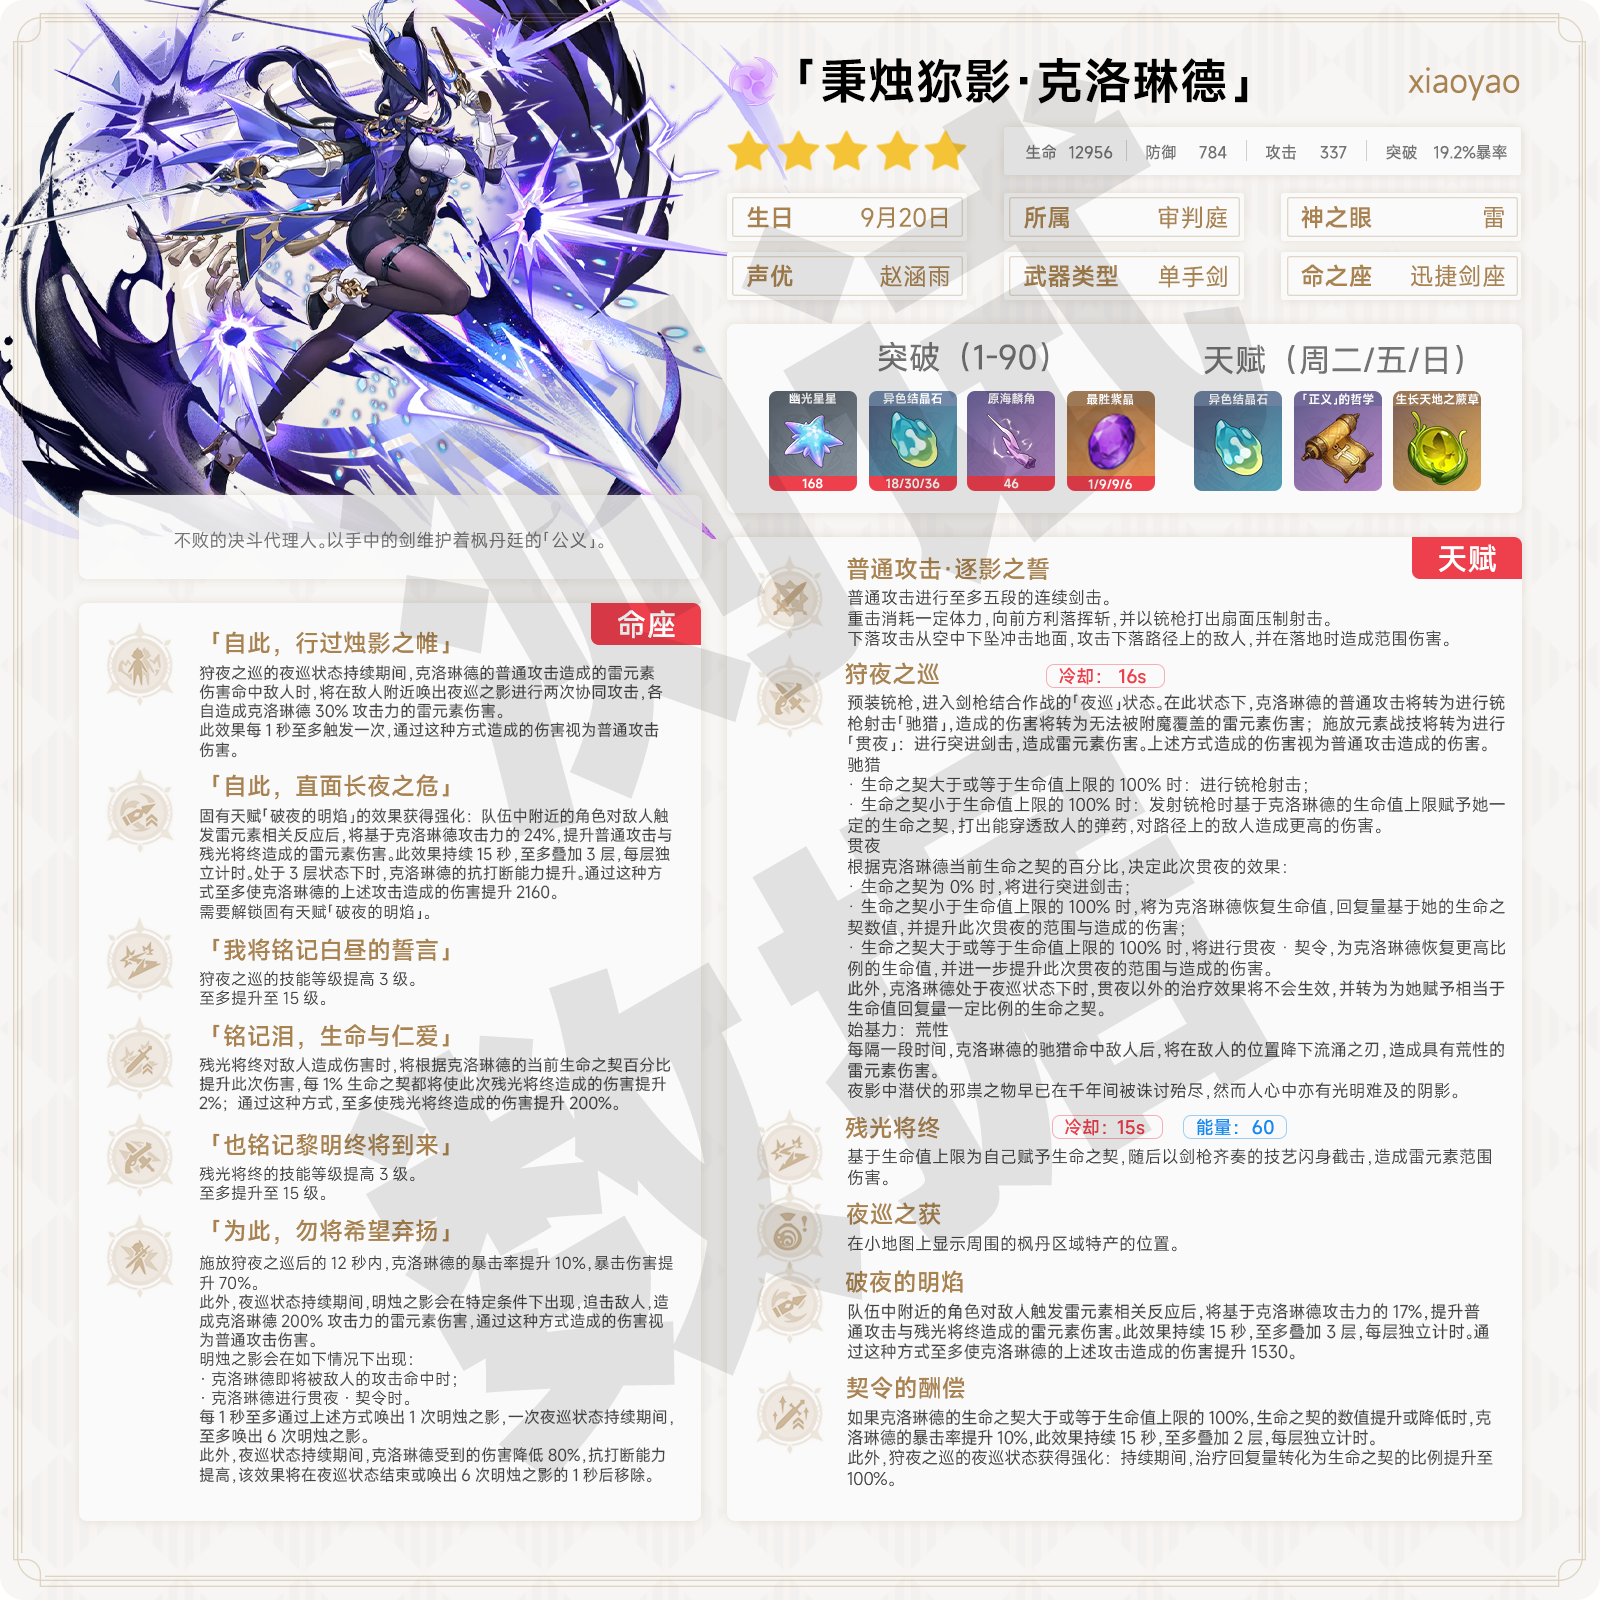 「秉烛狝影·克洛琳德」
xiaoyao
生命 12956 防御 784 攻击 337 突破 19.2%暴率
生日 9月20日
所属 审判庭
神之眼 雷
声优 赵涵雨
武器类型 单手剑
命之座 迅捷剑座
突破（1-90）
天赋（周二/五/日）
幽光星星
异色结晶石
原海麟角
最胜紫晶
168
18/30/36
46
1/9/9/6
异色结晶石
「正义」的哲学
生长天地之蕨草
不败的决斗代理人。以手中的剑维护着枫丹廷的「公义」。
命座
「自此，行过烛影之帷」
狩夜之巡的夜巡状态持续期间，克洛琳德的普通攻击造成的雷元素
伤害命中敌人时，将在敌人附近唤出夜巡之影进行两次协同攻击，各
自造成克洛琳德 30% 攻击力的雷元素伤害。
此效果每 1 秒至多触发一次，通过这种方式造成的伤害视为普通攻击
伤害。
「自此，直面长夜之危」
固有天赋「破夜的明焰」的效果获得强化：队伍中附近的角色对敌人触
发雷元素相关反应后，将基于克洛琳德攻击力的 24%，提升普通攻击与
残光将终造成的雷元素伤害。此效果持续 15 秒，至多叠加 3 层，每层独
立计时。处于 3 层状态下时，克洛琳德的抗打断能力提升。通过这种方
式至多使克洛琳德的上述攻击造成的伤害提升 2160。
需要解锁固有天赋「破夜的明焰」。
「我将铭记白昼的誓言」
狩夜之巡的技能等级提高 3 级。
至多提升至 15 级。
「铭记泪，生命与仁爱」
残光将终对敌人造成伤害时，将根据克洛琳德的当前生命之契百分比
提升此次伤害，每 1% 生命之契都将使此次残光将终造成的伤害提升
2%；通过这种方式，至多使残光将终造成的伤害提升 200%。
「也铭记黎明终将到来」
残光将终的技能等级提高 3 级。
至多提升至 15 级。
「为此，勿将希望弃扬」
施放狩夜之巡后的 12 秒内，克洛琳德的暴击率提升 10%，暴击伤害提
升 70%。
此外，夜巡状态持续期间，明烛之影会在特定条件下出现，追击敌人，造
成克洛琳德 200% 攻击力的雷元素伤害，通过这种方式造成的伤害视
为普通攻击伤害。
明烛之影会在如下情况下出现：
· 克洛琳德即将被敌人的攻击命中时；
· 克洛琳德进行贯夜 · 契令时。
每 1 秒至多通过上述方式唤出 1 次明烛之影，一次夜巡状态持续期间，
至多唤出 6 次明烛之影。
此外，夜巡状态持续期间，克洛琳德受到的伤害降低 80%，抗打断能力
提高，该效果将在夜巡状态结束或唤出 6 次明烛之影的 1 秒后移除。
天赋
普通攻击·逐影之誓
普通攻击进行至多五段的连续剑击。
重击消耗一定体力，向前方利落挥斩，并以铳枪打出扇面压制射击。
下落攻击从空中下坠冲击地面，攻击下落路径上的敌人，并在落地时造成范围伤害。
狩夜之巡 冷却：16s
预装铳枪，进入剑枪结合作战的「夜巡」状态。在此状态下，克洛琳德的普通攻击将转为进行铳
枪射击「驰猎」，造成的伤害将转为无法被附魔覆盖的雷元素伤害；施放元素战技将转为进行
「贯夜」：进行突进剑击，造成雷元素伤害。上述方式造成的伤害视为普通攻击造成的伤害。
驰猎
· 生命之契大于或等于生命值上限的 100% 时：进行铳枪射击；
· 生命之契小于生命值上限的 100% 时：发射铳枪时基于克洛琳德的生命值上限赋予她一
定的生命之契，打出能穿透敌人的弹药，对路径上的敌人造成更高的伤害。
贯夜
根据克洛琳德当前生命之契的百分比，决定此次贯夜的效果：
· 生命之契为 0% 时，将进行突进剑击；
· 生命之契小于生命值上限的 100% 时，将为克洛琳德恢复生命值，回复量基于她的生命之
契数值，并提升此次贯夜的范围与造成的伤害；
· 生命之契大于或等于生命值上限的 100% 时，将进行贯夜 · 契令，为克洛琳德恢复更高比
例的生命值，并进一步提升此次贯夜的范围与造成的伤害。
此外，克洛琳德处于夜巡状态下时，贯夜以外的治疗效果将不会生效，并转为为她赋予相当于
生命值回复量一定比例的生命之契。
始基力：荒性
每隔一段时间，克洛琳德的驰猎命中敌人后，将在敌人的位置降下流涌之刃，造成具有荒性的
雷元素伤害。
夜影中潜伏的邪祟之物早已在千年间被诛讨殆尽，然而人心中亦有光明难及的阴影。
残光将终 冷却：15s 能量：60
基于生命值上限为自己赋予生命之契，随后以剑枪齐奏的技艺闪身截击，造成雷元素范围
伤害。
夜巡之获
在小地图上显示周围的枫丹区域特产的位置。
破夜的明焰
队伍中附近的角色对敌人触发雷元素相关反应后，将基于克洛琳德攻击力的 17%，提升普
通攻击与残光将终造成的雷元素伤害。此效果持续 15 秒，至多叠加 3 层，每层独立计时。通
过这种方式至多使克洛琳德的上述攻击造成的伤害提升 1530。
契令的酬偿
如果克洛琳德的生命之契大于或等于生命值上限的 100%，生命之契的数值提升或降低时，克
洛琳德的暴击率提升 10%，此效果持续 15 秒，至多叠加 2 层，每层独立计时。
此外，狩夜之巡的夜巡状态获得强化：持续期间，治疗回复量转化为生命之契的比例提升至
100%。
测试
数据